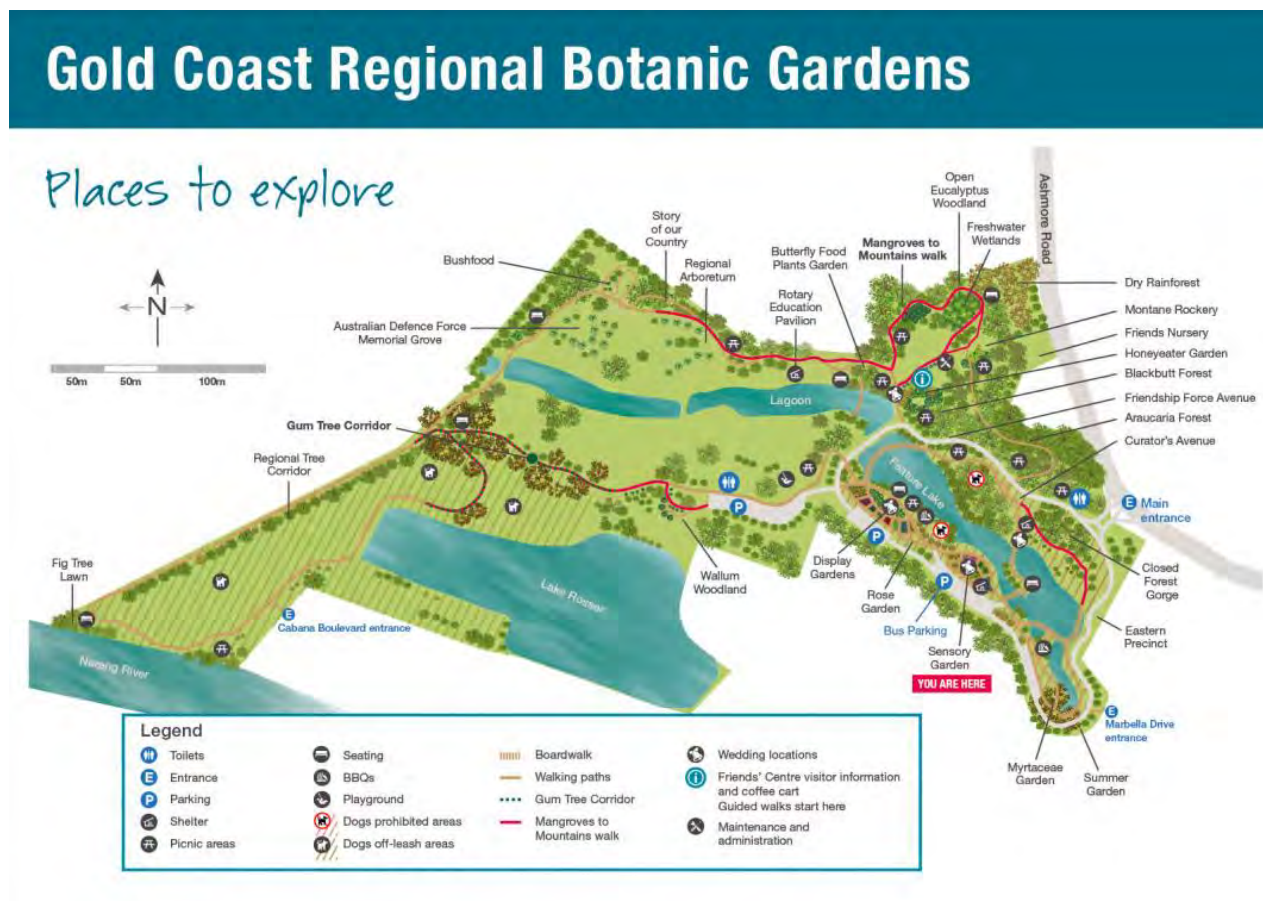 Gold Coast Regional Botanic Gardens
Places to explore
N
50m 50m 100m
Ashmore Road
Open
Eucalyptus
Woodland
Freshwater
Wetlands
Mangroves to
Mountains walk
Butterfly Food
Plants Garden
Rotary
Education
Pavilion
Story
of our
Country
Regional
Arboretum
Bushfood
Australian Defence Force
Memorial Grove
Dry Rainforest
Montane Rockery
Friends Nursery
Honeyeater Garden
Blackbutt Forest
Friendship Force Avenue
Araucaria Forest
Curator's Avenue
Lagoon
Gum Tree Corridor
Regional Tree
Corridor
Feature Lake
P
E Main
entrance
P
Display
Gardens
Rose
Garden
P
Bus Parking
Sensory
Garden
YOU ARE HERE
Wallum
Woodland
Lake Rosser
Closed
Forest
Gorge
Eastern
Precinct
Fig Tree
Lawn
E
Cabana Boulevard entrance
Nerang River
E
Marbella Drive
entrance
Myrtaceae
Garden
Summer
Garden
Legend
Toilets
E Entrance
P Parking
Shelter
Picnic areas
Seating
BBQs
Playground
Dogs prohibited areas
Dogs off-leash areas
Boardwalk
Walking paths
Gum Tree Corridor
Mangroves to
Mountains walk
Wedding locations
i Friends' Centre visitor information
and coffee cart
Guided walks start here
Maintenance and
administration